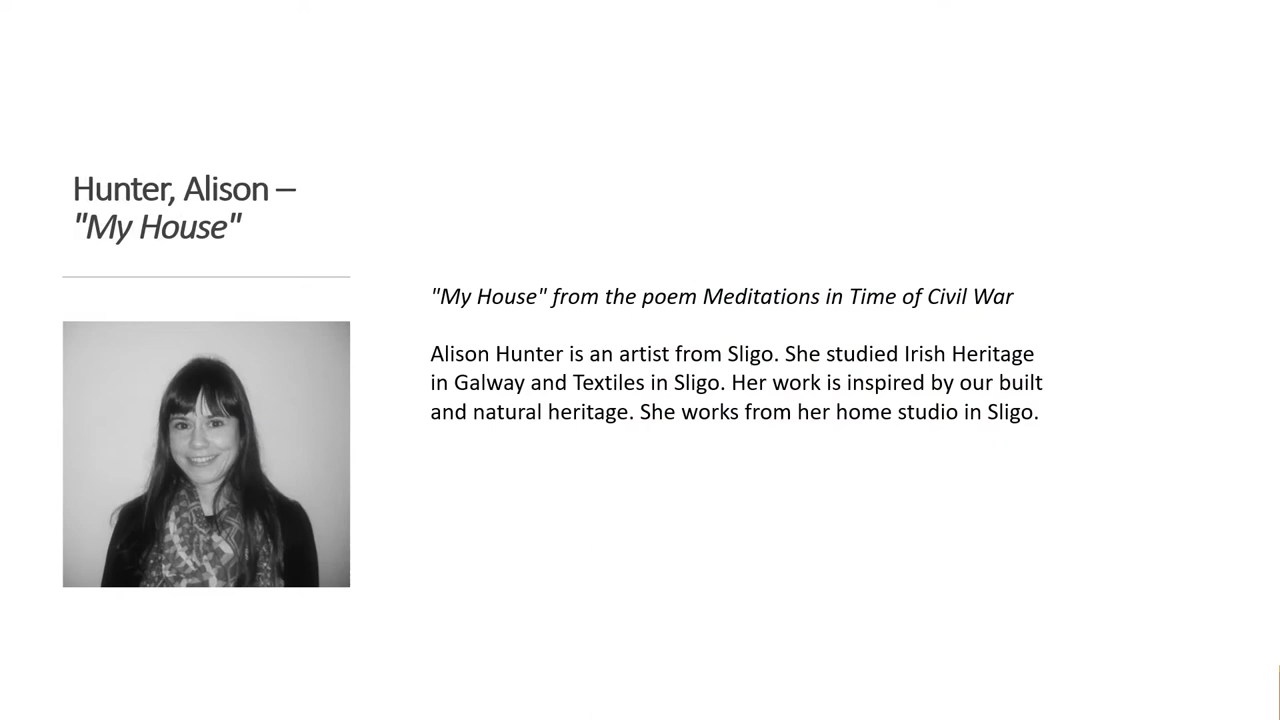 Hunter, Alison –
"My House"
"My House" from the poem Meditations in Time of Civil War
Alison Hunter is an artist from Sligo. She studied Irish Heritage
in Galway and Textiles in Sligo. Her work is inspired by our built
and natural heritage. She works from her home studio in Sligo.